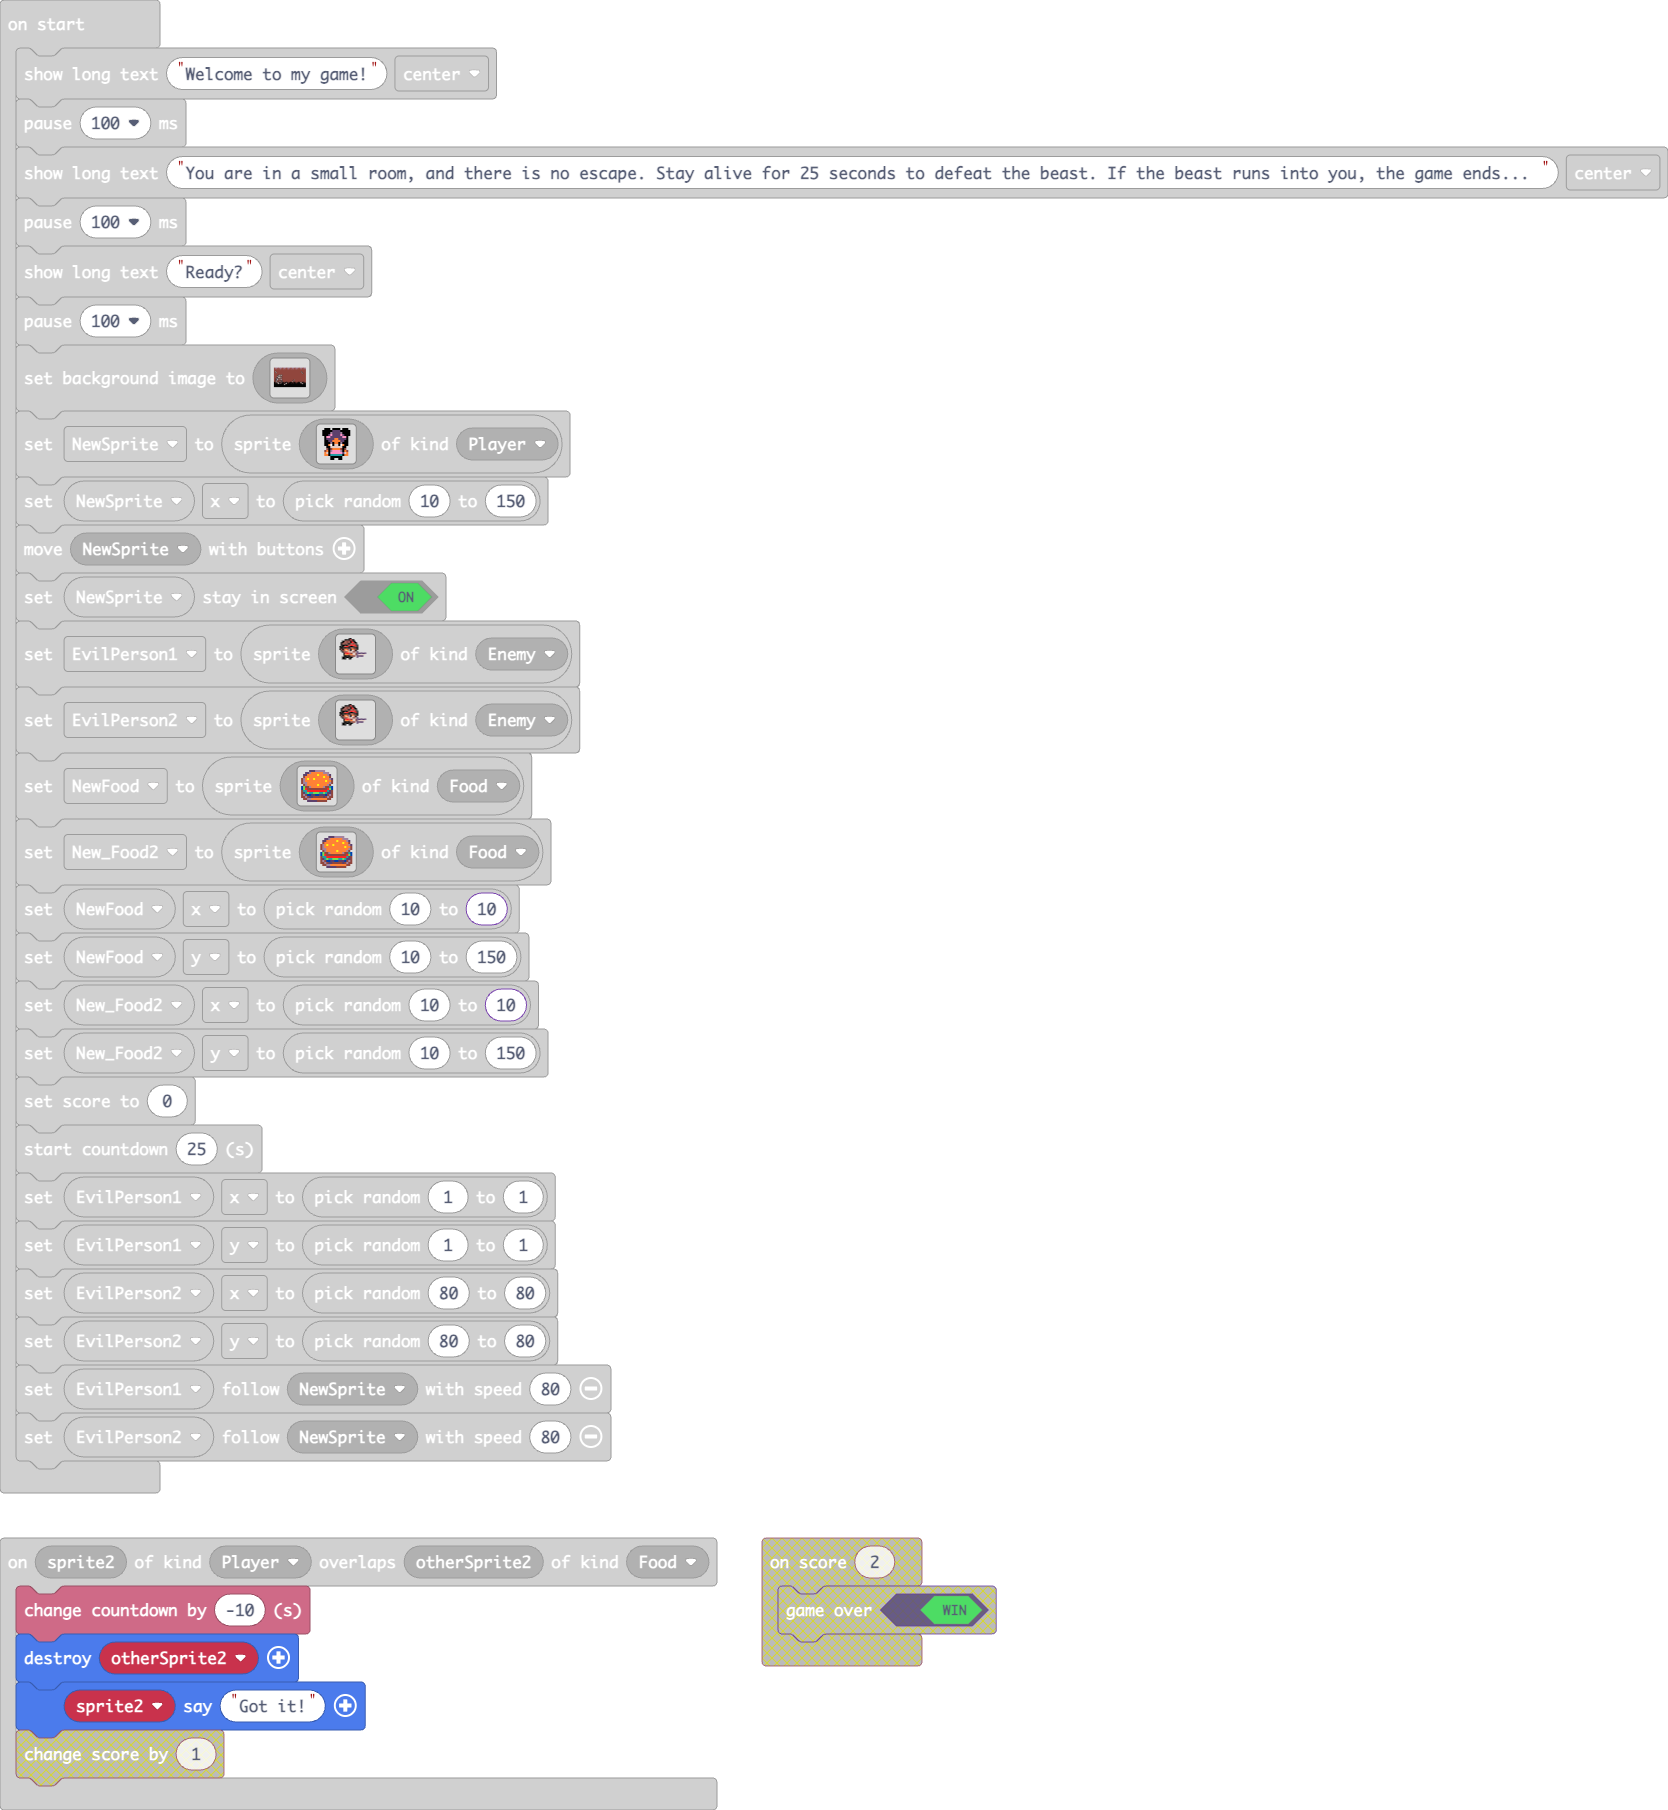 on start
show long text "Welcome to my game!" center
pause 100 ms
show long text "You are in a small room, and there is no escape. Stay alive for 25 seconds to defeat the beast. If the beast runs into you, the game ends... " center
pause 100 ms
show long text "Ready?" center
pause 100 ms
set background image to
set NewSprite to sprite of kind Player
set NewSprite x to pick random 10 to 150
move NewSprite with buttons
set NewSprite stay in screen ON
set EvilPerson1 to sprite of kind Enemy
set EvilPerson2 to sprite of kind Enemy
set NewFood to sprite of kind Food
set New_Food2 to sprite of kind Food
set NewFood x to pick random 10 to 10
set NewFood y to pick random 10 to 150
set New_Food2 x to pick random 10 to 10
set New_Food2 y to pick random 10 to 150
set score to 0
start countdown 25 (s)
set EvilPerson1 x to pick random 1 to 1
set EvilPerson1 y to pick random 1 to 1
set EvilPerson2 x to pick random 80 to 80
set EvilPerson2 y to pick random 80 to 80
set EvilPerson1 follow NewSprite with speed 80
set EvilPerson2 follow NewSprite with speed 80
on sprite2 of kind Player overlaps otherSprite2 of kind Food
change countdown by -10 (s)
destroy otherSprite2
sprite2 say "Got it!"
change score by 1
on score 2
game over WIN